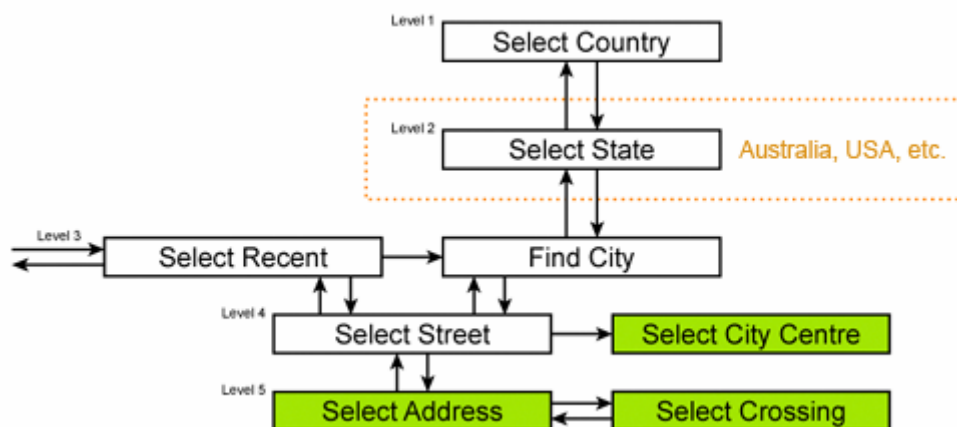 Level 1
Select Country
Level 2
Select State
Australia, USA, etc.
Level 3
Select Recent
Find City
Level 4
Select Street
Select City Centre
Level 5
Select Address
Select Crossing